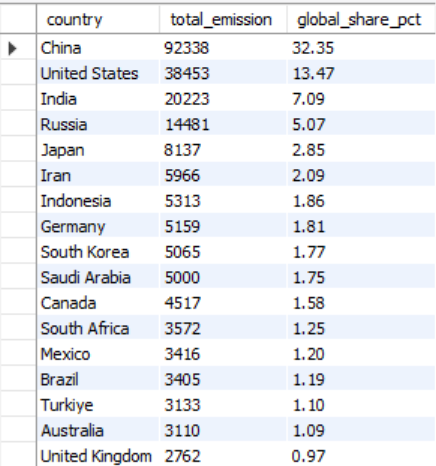 country total_emission global_share_pct
China 92338 32.35
United States 38453 13.47
India 20223 7.09
Russia 14481 5.07
Japan 8137 2.85
Iran 5966 2.09
Indonesia 5313 1.86
Germany 5159 1.81
South Korea 5065 1.77
Saudi Arabia 5000 1.75
Canada 4517 1.58
South Africa 3572 1.25
Mexico 3416 1.20
Brazil 3405 1.19
Turkiye 3133 1.10
Australia 3110 1.09
United Kingdom 2762 0.97